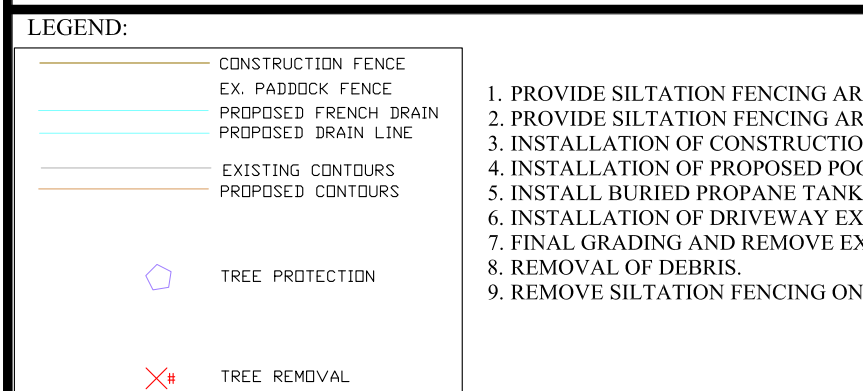 LEGEND:
CONSTRUCTION FENCE
EX. PADDOCK FENCE
PROPOSED FRENCH DRAIN
PROPOSED DRAIN LINE
EXISTING CONTOURS
PROPOSED CONTOURS
TREE PROTECTION
# TREE REMOVAL
1. PROVIDE SILTATION FENCING AR
2. PROVIDE SILTATION FENCING AR
3. INSTALLATION OF CONSTRUCTIO
4. INSTALLATION OF PROPOSED POO
5. INSTALL BURIED PROPANE TANK
6. INSTALLATION OF DRIVEWAY EX
7. FINAL GRADING AND REMOVE EX
8. REMOVAL OF DEBRIS.
9. REMOVE SILTATION FENCING ON